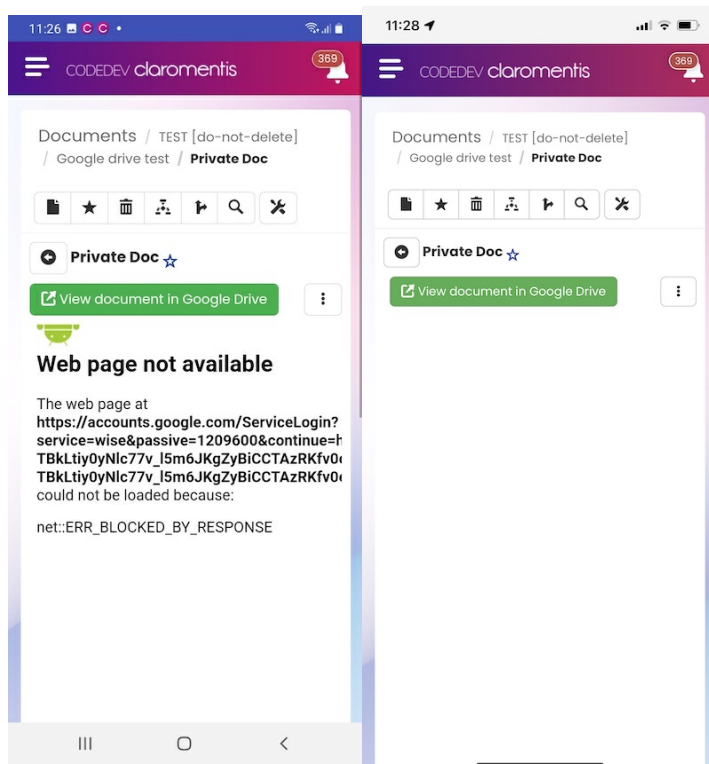 11:26
CODEDEV claromentis
369
Documents / TEST [do-not-delete]
/ Google drive test / Private Doc
Private Doc
View document in Google Drive
Web page not available
The web page at
https://accounts.google.com/ServiceLogin?
service=wise&passive=1209600&continue=h
TBkLtiy0yNlc77v_l5m6JKgZyBiCCTAzRKfv0
TBkLtiy0yNlc77v_l5m6JKgZyBiCCTAzRKfv0
could not be loaded because:
net::ERR_BLOCKED_BY_RESPONSE
11:28
CODEDEV claromentis
369
Documents / TEST [do-not-delete]
/ Google drive test / Private Doc
Private Doc
View document in Google Drive